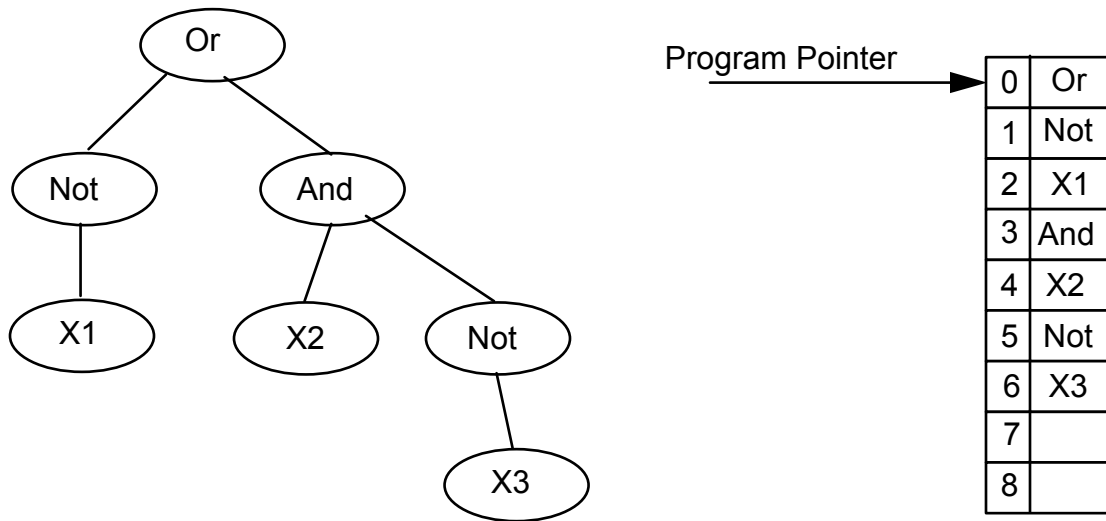 Or
Not
And
X1
X2
Not
X3
Program Pointer
0 Or
1 Not
2 X1
3 And
4 X2
5 Not
6 X3
7
8